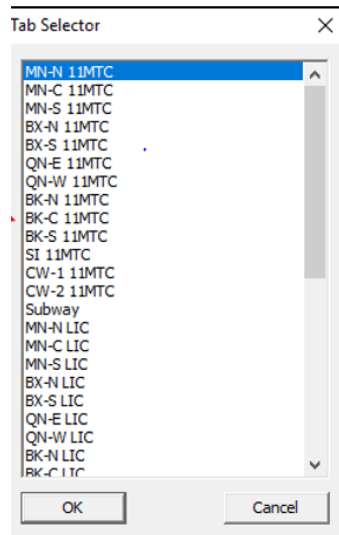 Tab Selector
MN-N 11MTC
MN-C 11MTC
MN-S 11MTC
BX-N 11MTC
BX-S 11MTC
QN-E 11MTC
QN-W 11MTC
BK-N 11MTC
BK-C 11MTC
BK-S 11MTC
SI 11MTC
CW-1 11MTC
CW-2 11MTC
Subway
MN-N LIC
MN-C LIC
MN-S LIC
BX-N LIC
BX-S LIC
QN-E LIC
QN-W LIC
BK-N LIC
BK-C LIC
OK
Cancel